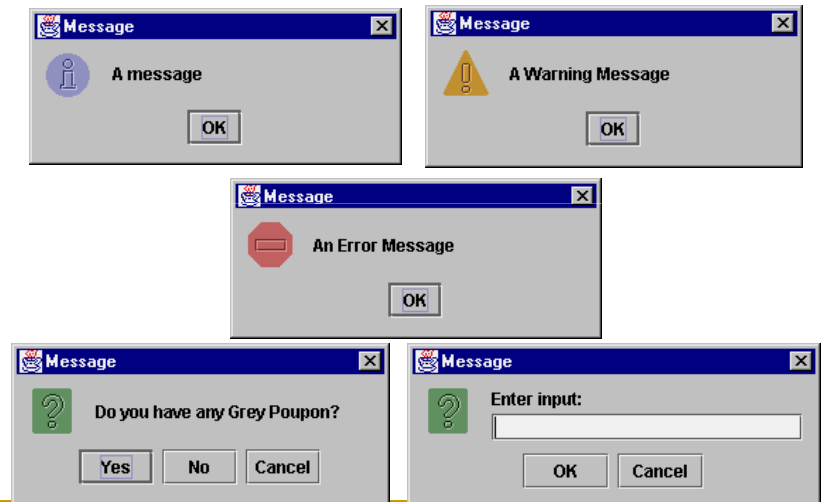 Message
A message
OK
Message
A Warning Message
OK
Message
An Error Message
OK
Message
Do you have any Grey Poupon?
Yes No Cancel
Message
Enter input:
OK Cancel